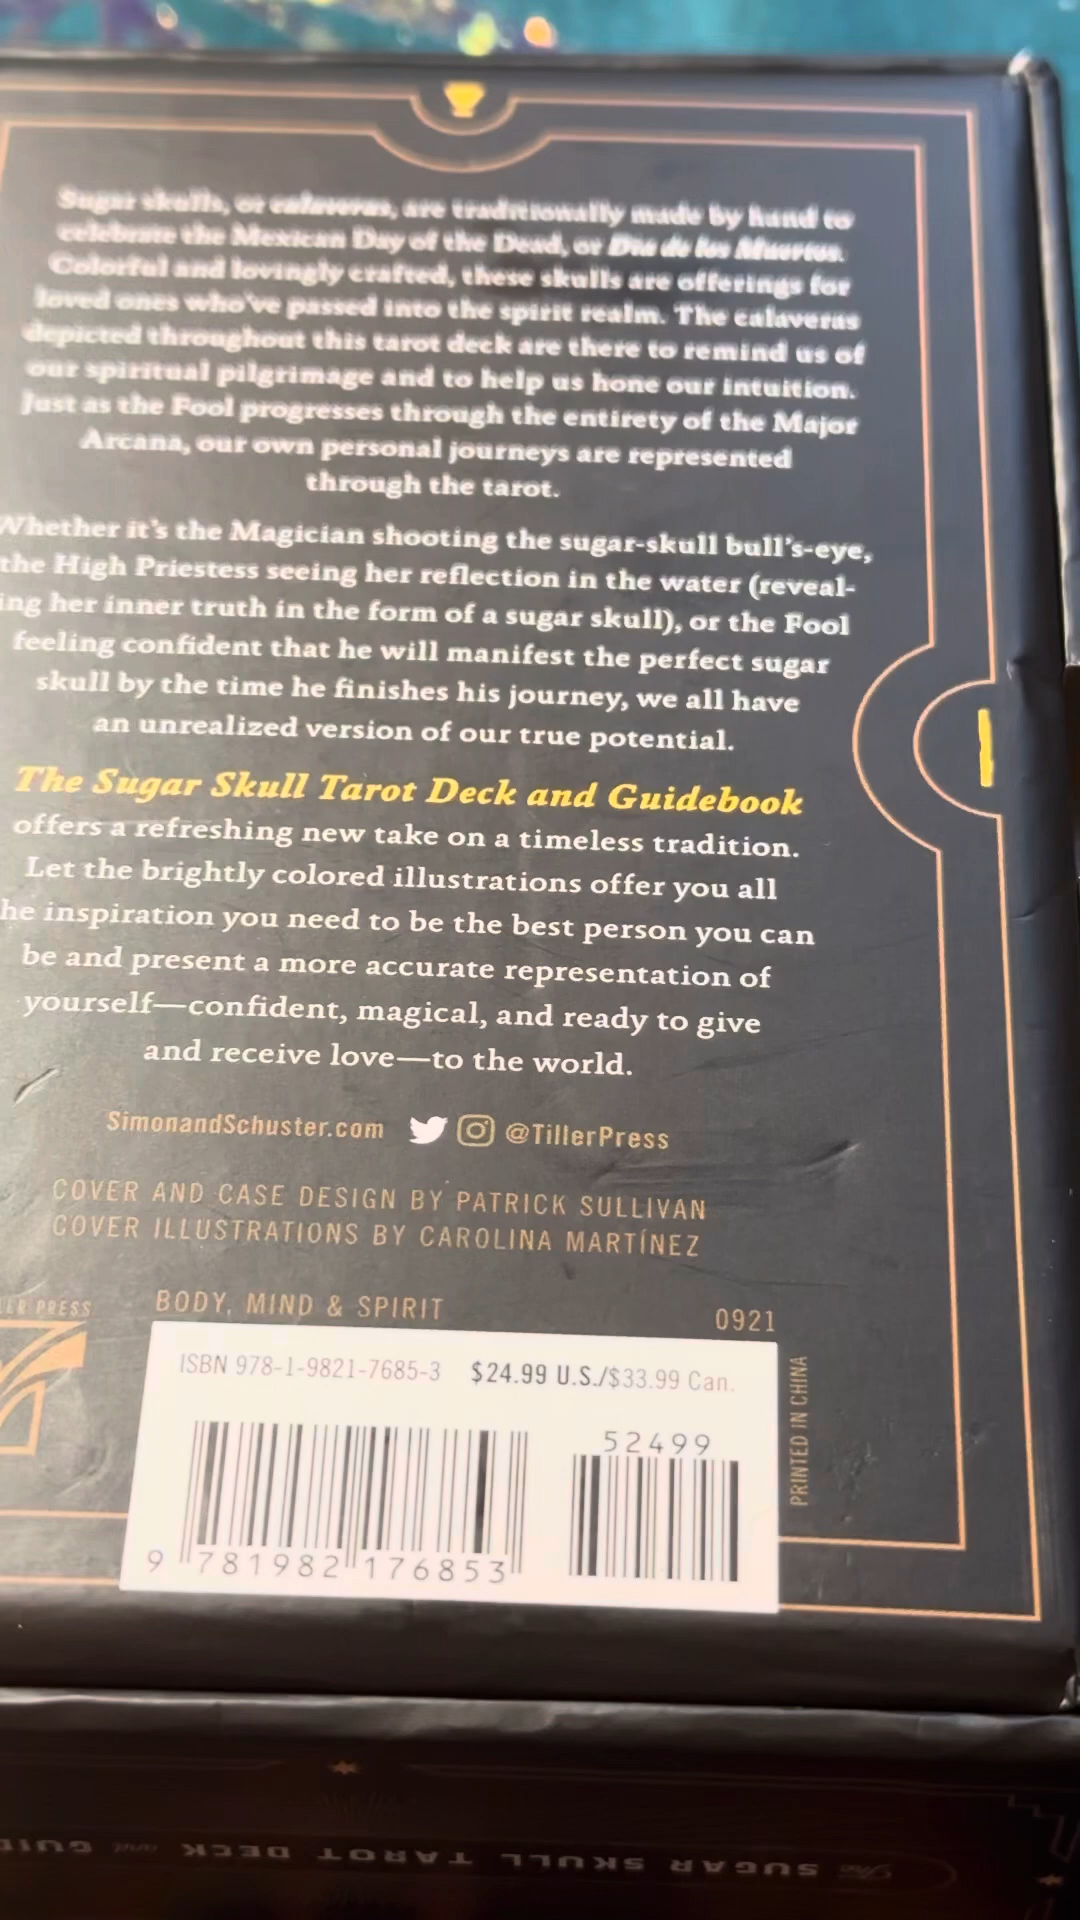 Sugar skulls, or calaveras, are traditionally made by hand to
celebrate the Mexican Day of the Dead, or Día de los Muertos.
Colorful and lovingly crafted, these skulls are offerings for
loved ones who've passed into the spirit realm. The calaveras
depicted throughout this tarot deck are there to remind us of
our spiritual pilgrimage and to help us hone our intuition.
Just as the Fool progresses through the entirety of the Major
Arcana, our own personal journeys are represented
through the tarot.
Whether it's the Magician shooting the sugar-skull bull's-eye,
the High Priestess seeing her reflection in the water (reveal-
ing her inner truth in the form of a sugar skull), or the Fool
feeling confident that he will manifest the perfect sugar
skull by the time he finishes his journey, we all have
an unrealized version of our true potential.
The Sugar Skull Tarot Deck and Guidebook
offers a refreshing new take on a timeless tradition.
Let the brightly colored illustrations offer you all
he inspiration you need to be the best person you can
be and present a more accurate representation of
yourself—confident, magical, and ready to give
and receive love—to the world.
SimonandSchuster.com @TillerPress
COVER AND CASE DESIGN BY PATRICK SULLIVAN
COVER ILLUSTRATIONS BY CAROLINA MARTÍNEZ
LER PRESS
BODY, MIND & SPIRIT 0921
ISBN 978-1-9821-7685-3 $24.99 U.S./$33.99 Can.
52499
9 781982 176853
PRINTED IN CHINA
The SUGAR SKULL TAROT DECK and GUID